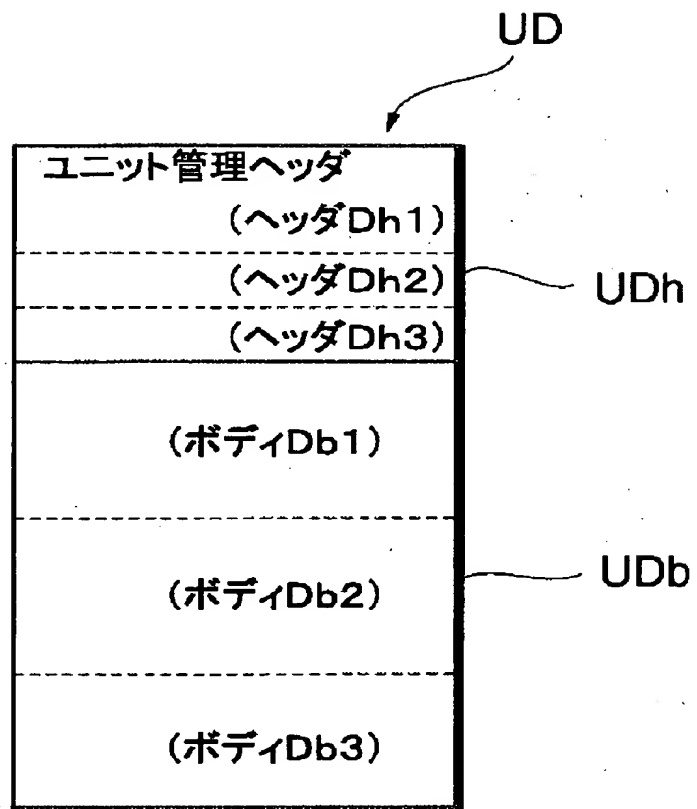 UD
ユニット管理ヘッダ
(ヘッダDh1)
(ヘッダDh2)
UDh
(ヘッダDh3)
(ボディDb1)
(ボディDb2)
UDb
(ボディDb3)